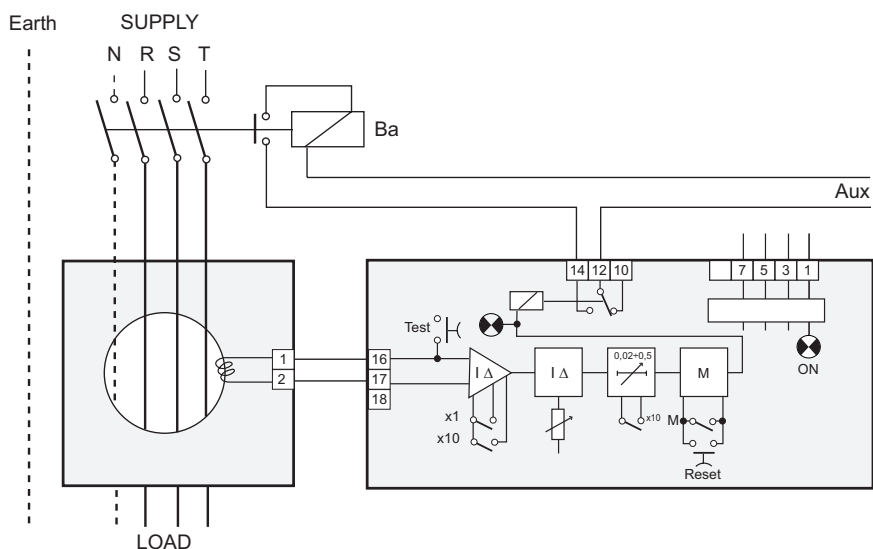 Earth
SUPPLY
N R S T
Ba
Aux
14 12 10
7 5 3 1
Test
0,02÷0,5
1
2
16
17
18
I Δ
I Δ
M
ON
x1
x10
x10
M
Reset
LOAD